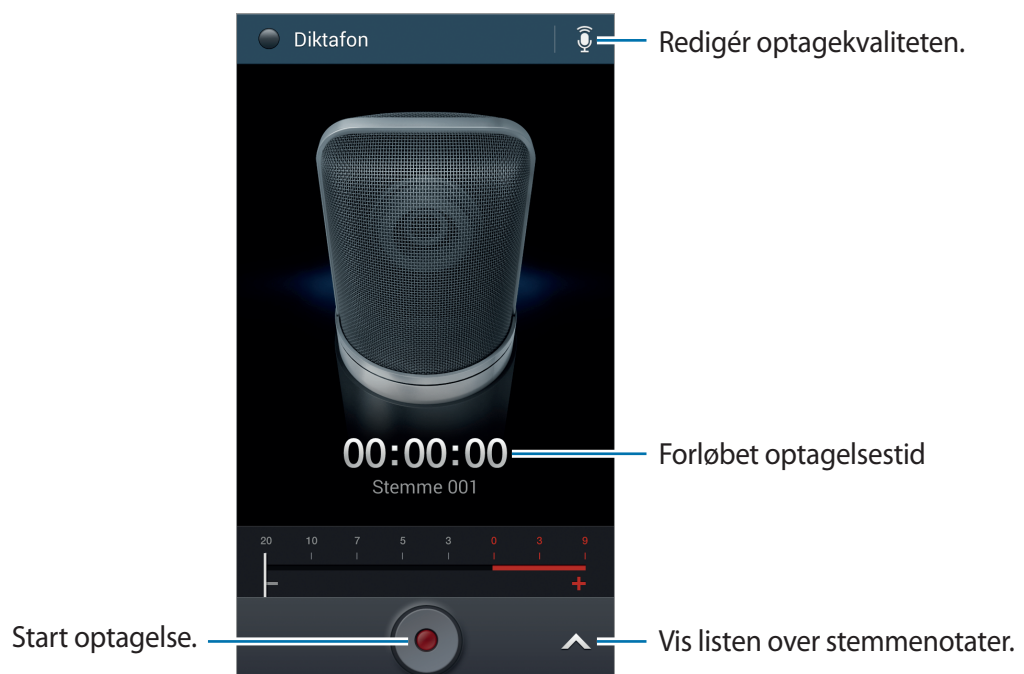 Diktafon
Redigér optagekvaliteten.
00:00:00
Forløbet optagelsestid
Stemme 001
20 10 7 5 3 0 3 9
− +
Start optagelse.
Vis listen over stemmenotater.